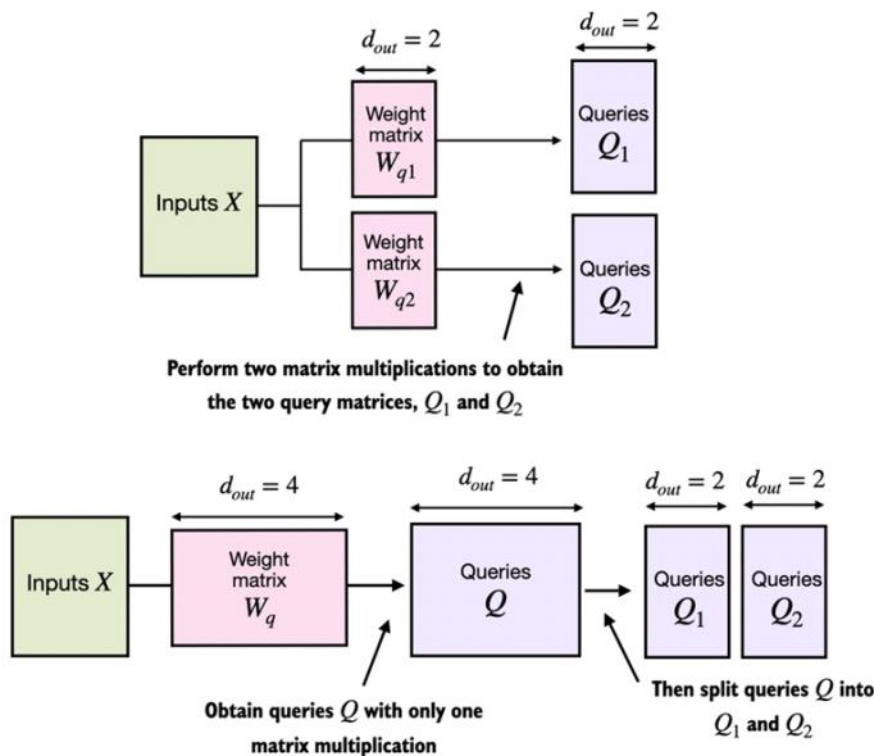 d_out = 2
d_out = 2
Inputs X
Weight
matrix
W_q1
Queries
Q_1
Weight
matrix
W_q2
Queries
Q_2
Perform two matrix multiplications to obtain
the two query matrices, Q_1 and Q_2
d_out = 4
d_out = 4
d_out = 2
d_out = 2
Inputs X
Weight
matrix
W_q
Queries
Q
Queries
Q_1
Queries
Q_2
Obtain queries Q with only one
matrix multiplication
Then split queries Q into
Q_1 and Q_2